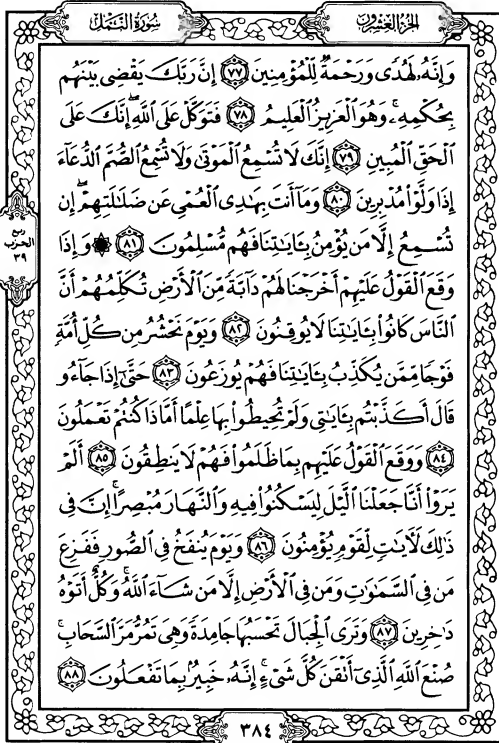 الجزء العشرون
سورة النمل
وَإِنَّهُۥ لَهُدًى وَرَحْمَةٌ لِّلْمُؤْمِنِينَ ٧٧ إِنَّ رَبَّكَ يَقْضِى بَيْنَهُم
بِحُكْمِهِۦ ۚ وَهُوَ ٱلْعَزِيزُ ٱلْعَلِيمُ ٧٨ فَتَوَكَّلْ عَلَى ٱللَّهِ ۖ إِنَّكَ عَلَى
ٱلْحَقِّ ٱلْمُبِينِ ٧٩ إِنَّكَ لَا تُسْمِعُ ٱلْمَوْتَىٰ وَلَا تُسْمِعُ ٱلصُّمَّ ٱلدُّعَآءَ
إِذَا وَلَّوْا۟ مُدْبِرِينَ ٨٠ وَمَآ أَنتَ بِهَـٰدِى ٱلْعُمْىِ عَن ضَلَـٰلَتِهِمْ ۖ إِن
تُسْمِعُ إِلَّا مَن يُؤْمِنُ بِـَٔايَـٰتِنَا فَهُم مُّسْلِمُونَ ٨١ ۞ وَإِذَا
وَقَعَ ٱلْقَوْلُ عَلَيْهِمْ أَخْرَجْنَا لَهُمْ دَآبَّةً مِّنَ ٱلْأَرْضِ تُكَلِّمُهُمْ أَنَّ
ٱلنَّاسَ كَانُوا۟ بِـَٔايَـٰتِنَا لَا يُوقِنُونَ ٨٢ وَيَوْمَ نَحْشُرُ مِن كُلِّ أُمَّةٍ
فَوْجًا مِّمَّن يُكَذِّبُ بِـَٔايَـٰتِنَا فَهُمْ يُوزَعُونَ ٨٣ حَتَّىٰٓ إِذَا جَآءُو
قَالَ أَكَذَّبْتُم بِـَٔايَـٰتِى وَلَمْ تُحِيطُوا۟ بِهَا عِلْمًا أَمَّاذَا كُنتُمْ تَعْمَلُونَ
٨٤ وَوَقَعَ ٱلْقَوْلُ عَلَيْهِم بِمَا ظَلَمُوا۟ فَهُمْ لَا يَنطِقُونَ ٨٥ أَلَمْ
يَرَوْا۟ أَنَّا جَعَلْنَا ٱلَّيْلَ لِيَسْكُنُوا۟ فِيهِ وَٱلنَّهَارَ مُبْصِرًا ۚ إِنَّ فِى
ذَٰلِكَ لَـَٔايَـٰتٍ لِّقَوْمٍ يُؤْمِنُونَ ٨٦ وَيَوْمَ يُنفَخُ فِى ٱلصُّورِ فَفَزِعَ
مَن فِى ٱلسَّمَـٰوَٰتِ وَمَن فِى ٱلْأَرْضِ إِلَّا مَن شَآءَ ٱللَّهُ ۚ وَكُلٌّ أَتَوْهُ
دَٰخِرِينَ ٨٧ وَتَرَى ٱلْجِبَالَ تَحْسَبُهَا جَامِدَةً وَهِىَ تَمُرُّ مَرَّ ٱلسَّحَابِ ۚ
صُنْعَ ٱللَّهِ ٱلَّذِىٓ أَتْقَنَ كُلَّ شَىْءٍ ۚ إِنَّهُۥ خَبِيرٌۢ بِمَا تَفْعَلُونَ ٨٨
ربع
الحزب
٣٩
٣٨٤